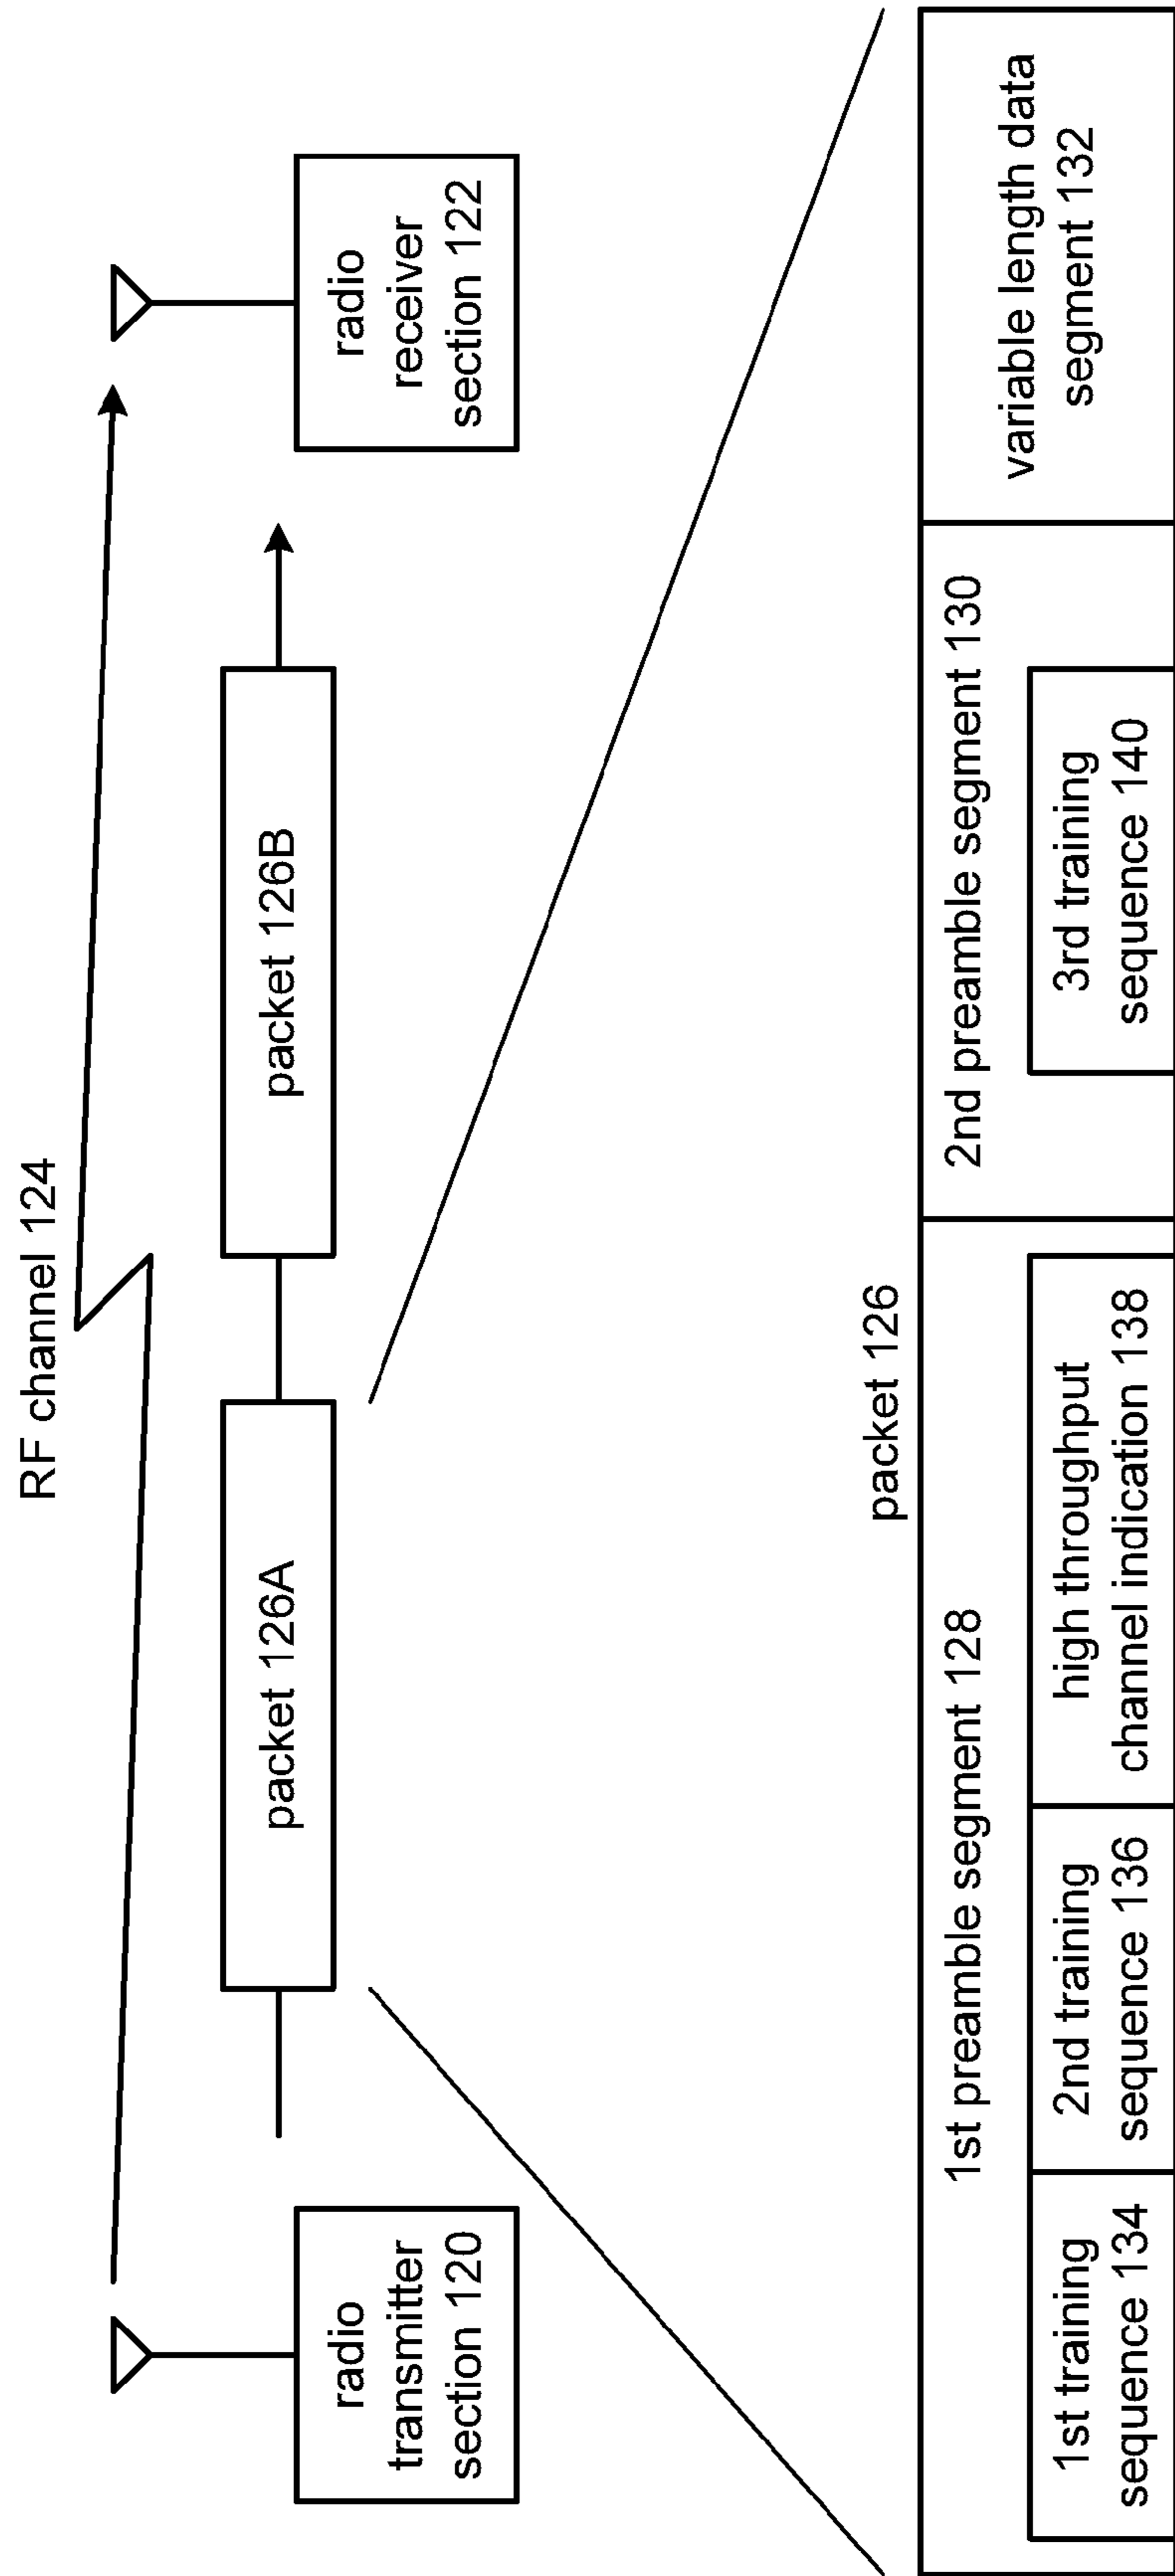 RF channel 124
radio
transmitter
section 120
packet 126A
packet 126B
radio
receiver
section 122
packet 126
1st preamble segment 128
1st training
sequence 134
2nd training
sequence 136
high throughput
channel indication 138
2nd preamble segment 130
3rd training
sequence 140
variable length data
segment 132